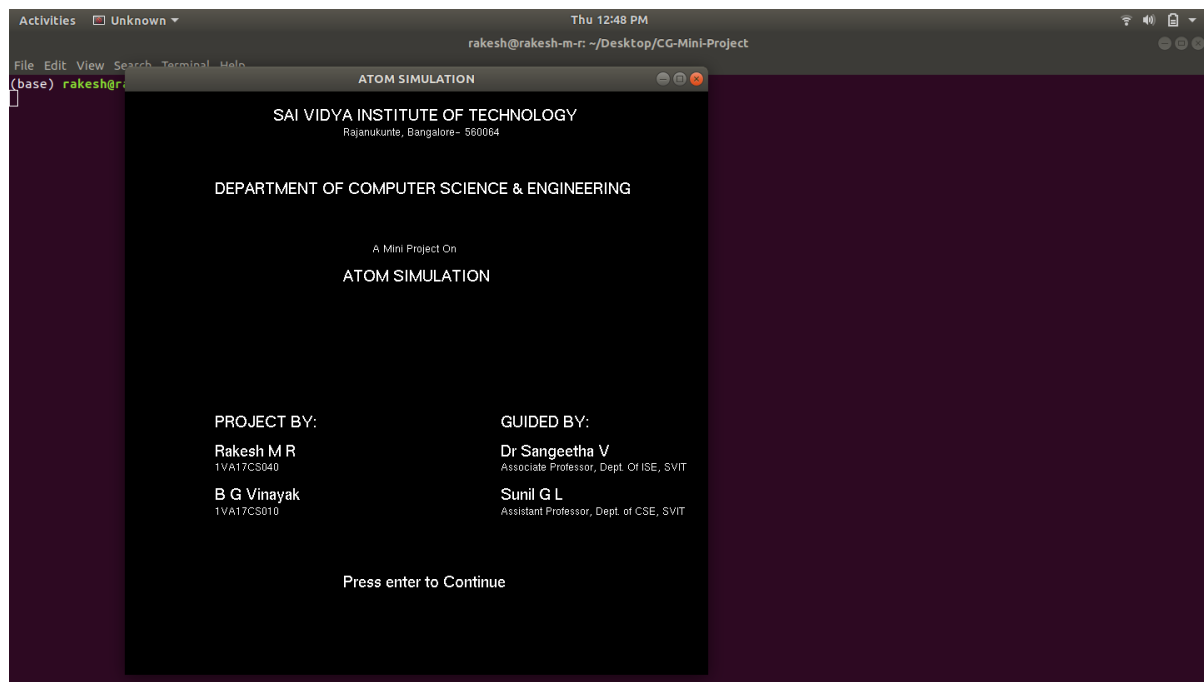 Activities Unknown Thu 12:48 PM
rakesh@rakesh-m-r: ~/Desktop/CG-Mini-Project
File Edit View Search Terminal Help
(base) rakesh@r
ATOM SIMULATION
SAI VIDYA INSTITUTE OF TECHNOLOGY
Rajanukunte, Bangalore- 560064
DEPARTMENT OF COMPUTER SCIENCE & ENGINEERING
A Mini Project On
ATOM SIMULATION
PROJECT BY: GUIDED BY:
Rakesh M R Dr Sangeetha V
1VA17CS040 Associate Professor, Dept. Of ISE, SVIT
B G Vinayak Sunil G L
1VA17CS010 Assistant Professor, Dept. of CSE, SVIT
Press enter to Continue